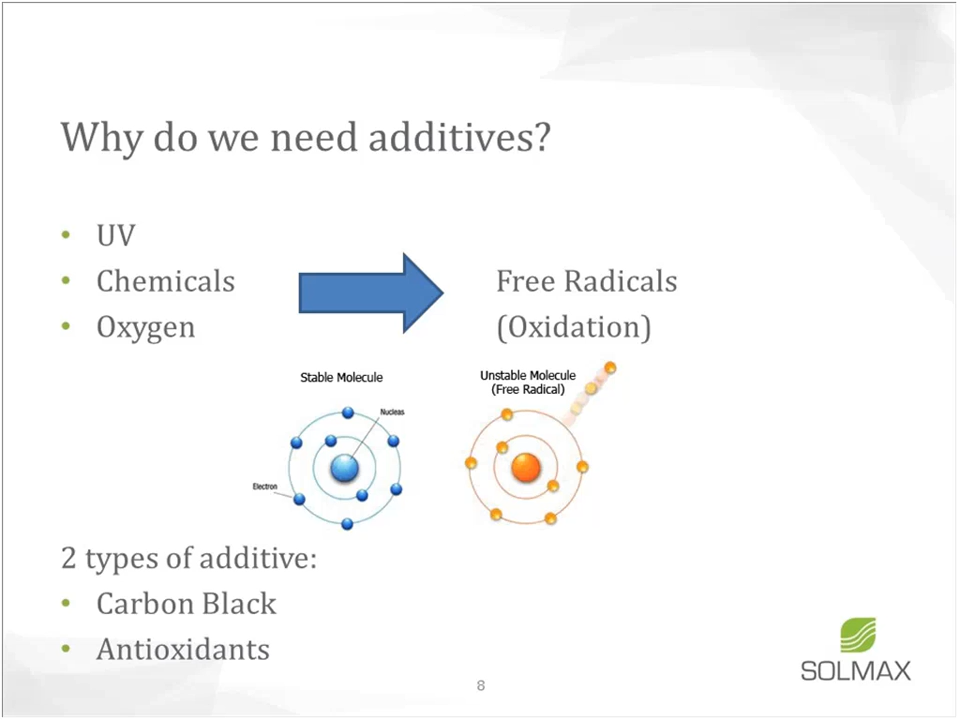 Why do we need additives?
• UV
• Chemicals
• Oxygen
Free Radicals
(Oxidation)
Stable Molecule
Nucleas
Electron
Unstable Molecule
(Free Radical)
2 types of additive:
• Carbon Black
• Antioxidants
SOLMAX
8